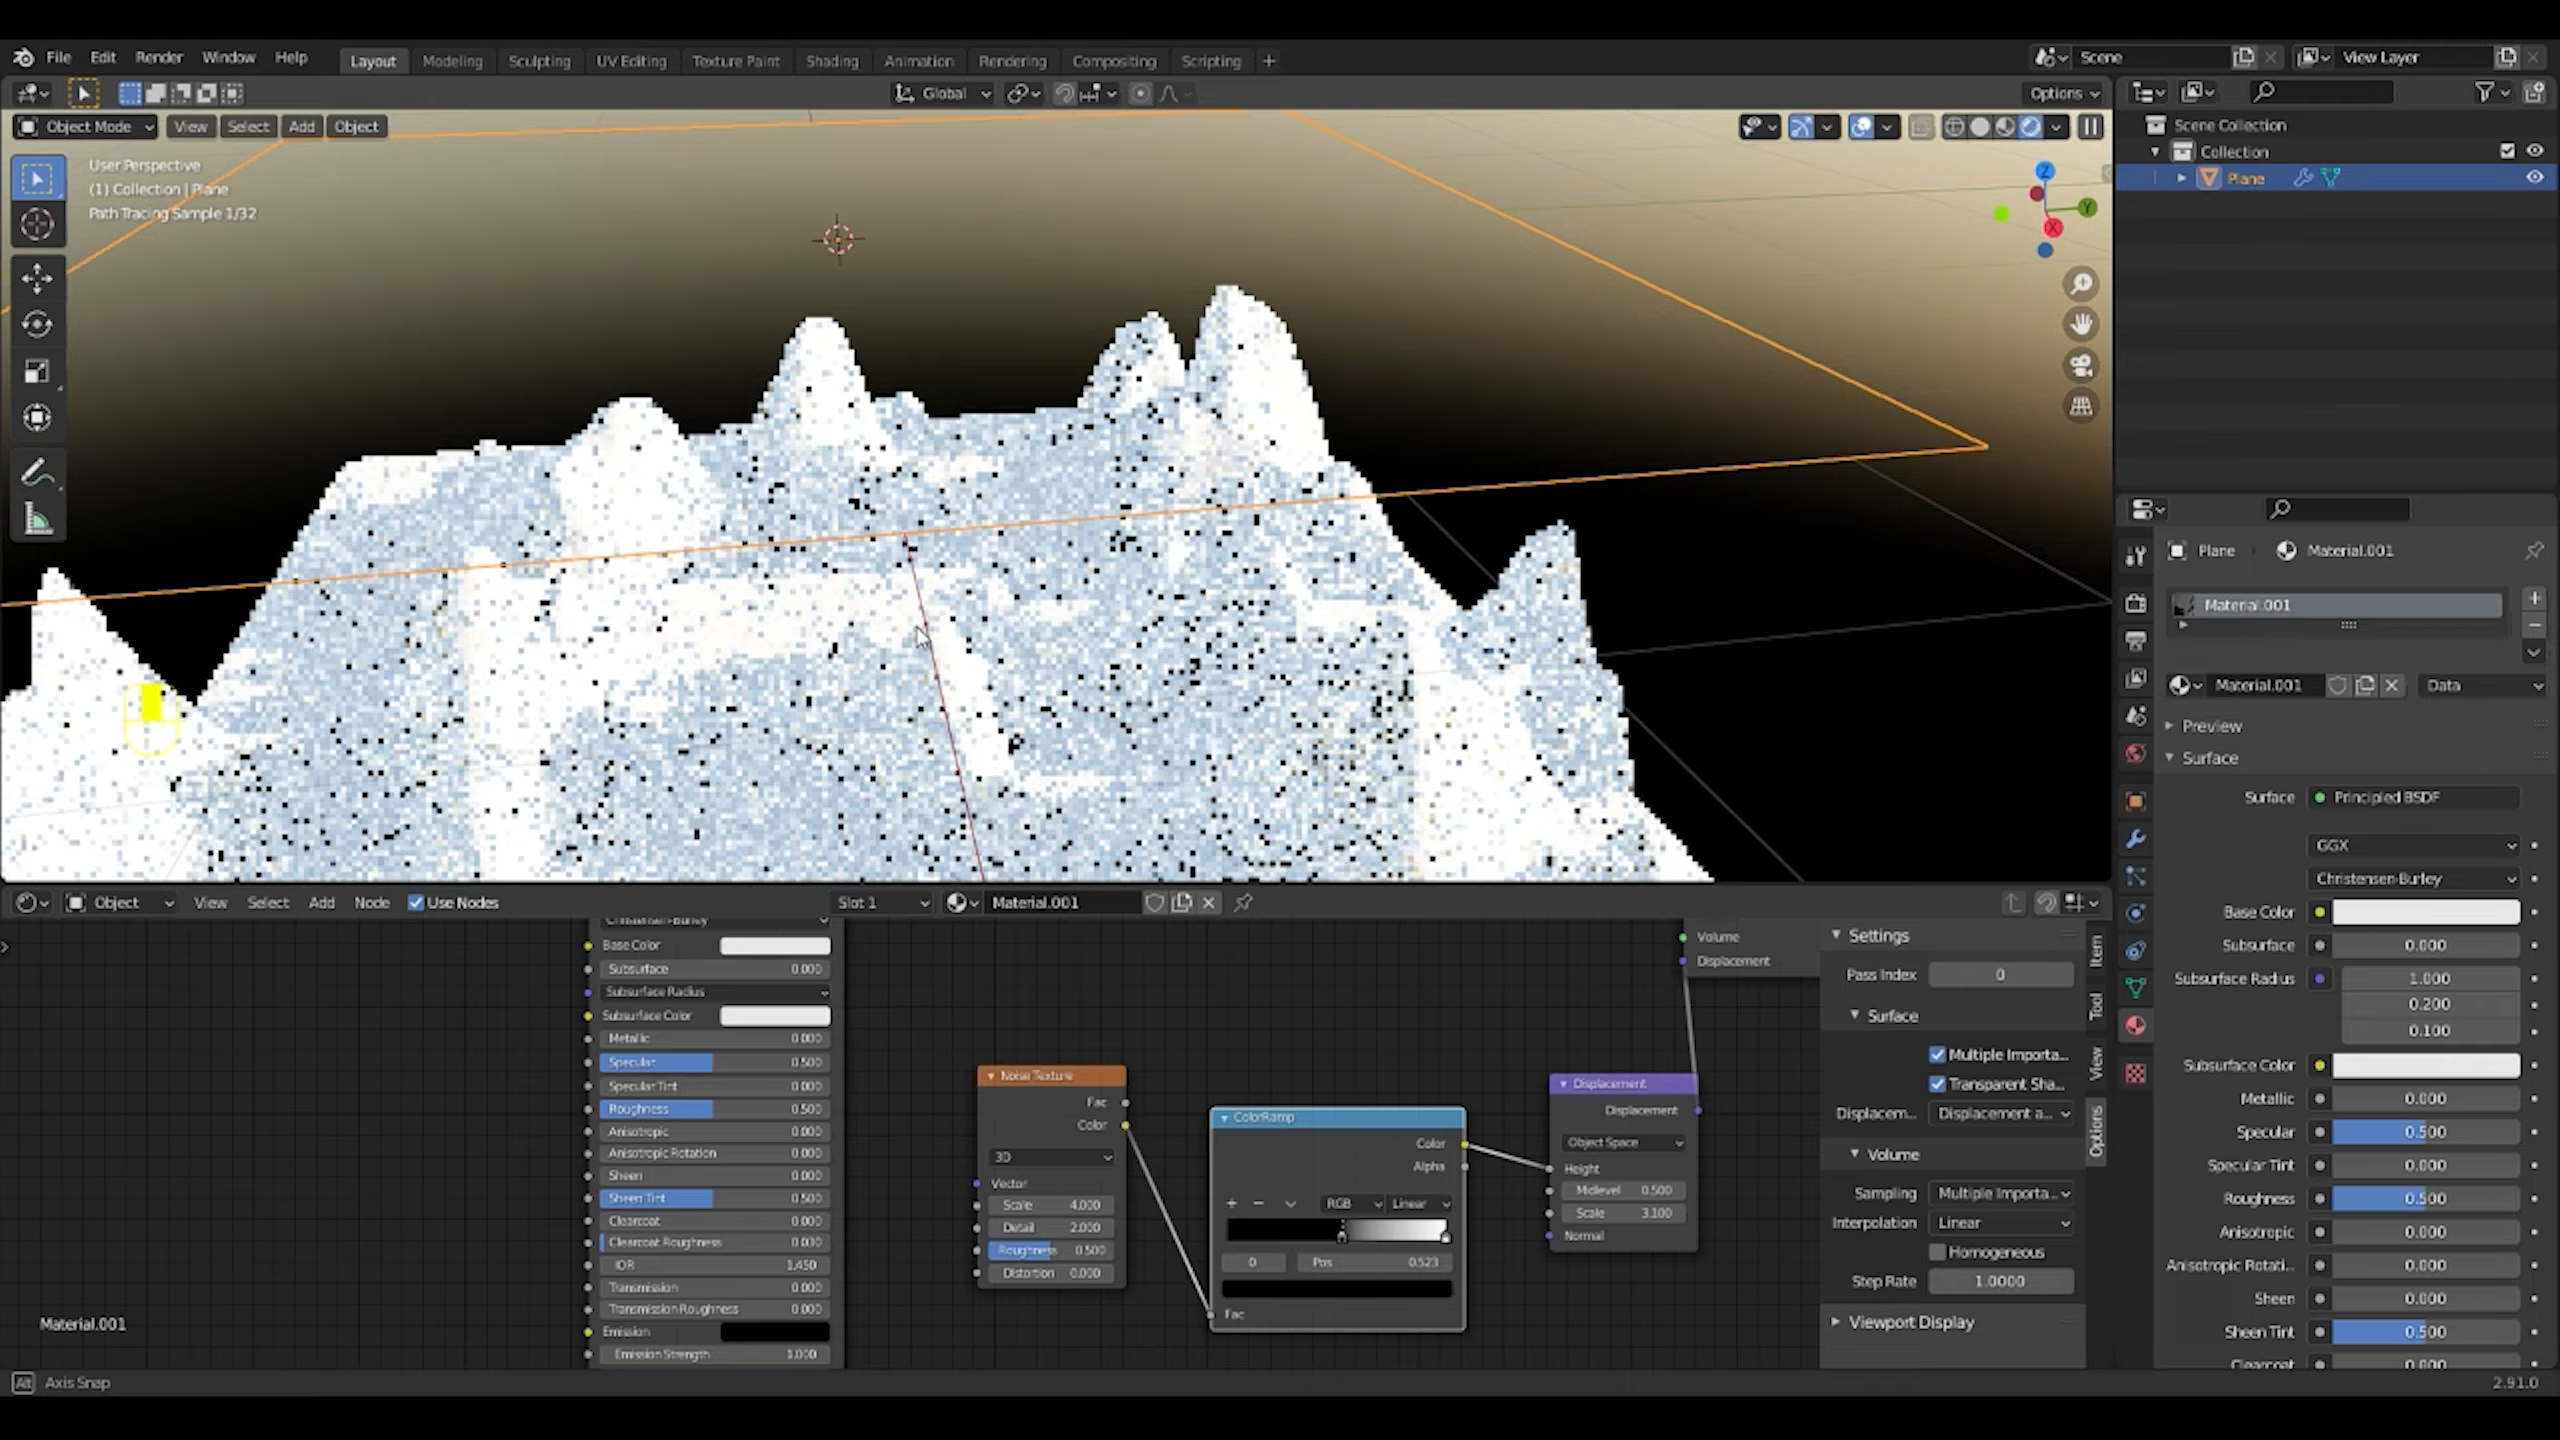 File Edit Render Window Help Layout Modeling Sculpting UV Editing Texture Paint Shading Animation Rendering Compositing Scripting + Scene View Layer
Global Options
Object Mode View Select Add Object
User Perspective
(1) Collection | Plane
Path Tracing Sample 1/32
Z
Y
X
Scene Collection
Collection
Plane
Plane Material.001
Material.001
Material.001 Data
Preview
Surface
Surface Principled BSDF
GGX
Christensen-Burley
Base Color
Subsurface 0.000
Subsurface Radius 1.000
0.200
0.100
Subsurface Color
Metallic 0.000
Specular 0.500
Specular Tint 0.000
Roughness 0.500
Anisotropic 0.000
Anisotropic Rotati.. 0.000
Sheen 0.000
Sheen Tint 0.500
Clearcoat 0.000
Object View Select Add Node Use Nodes Slot 1 Material.001
Christensen-Burley
Base Color
Subsurface 0.000
Subsurface Radius
Subsurface Color
Metallic 0.000
Specular 0.500
Specular Tint 0.000
Roughness 0.500
Anisotropic 0.000
Anisotropic Rotation 0.000
Sheen 0.000
Sheen Tint 0.500
Clearcoat 0.000
Clearcoat Roughness 0.030
IOR 1.450
Transmission 0.000
Transmission Roughness 0.000
Emission
Emission Strength 1.000
Noise Texture
Fac
Color
3D
Vector
Scale 4.000
Detail 2.000
Roughness 0.500
Distortion 0.000
ColorRamp
Color
Alpha
+ − RGB Linear
0 Pos 0.523
Fac
Volume
Displacement
Displacement
Displacement
Object Space
Height
Midlevel 0.500
Scale 3.100
Normal
Settings
Pass Index 0
Surface
Multiple Importa...
Transparent Sha...
Displacem... Displacement a...
Volume
Sampling Multiple Importa...
Interpolation Linear
Homogeneous
Step Rate 1.0000
Viewport Display
Item
Tool
View
Options
Material.001
Alt Axis Snap
2.91.0